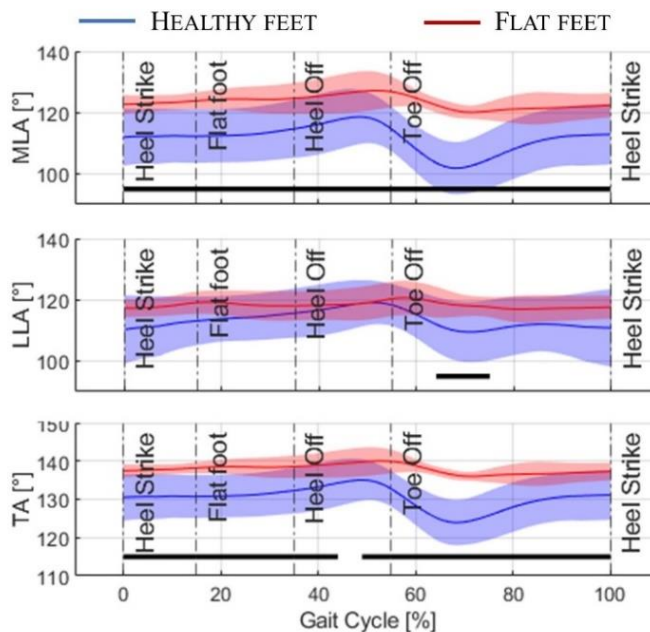 HEALTHY FEET FLAT FEET
140
120
100
MLA [°]
Heel Strike
Flat foot
Heel Off
Toe Off
Heel Strike
140
120
100
LLA [°]
Heel Strike
Flat foot
Heel Off
Toe Off
Heel Strike
150
140
130
120
110
TA [°]
Heel Strike
Flat foot
Heel Off
Toe Off
Heel Strike
0 20 40 60 80 100
Gait Cycle [%]